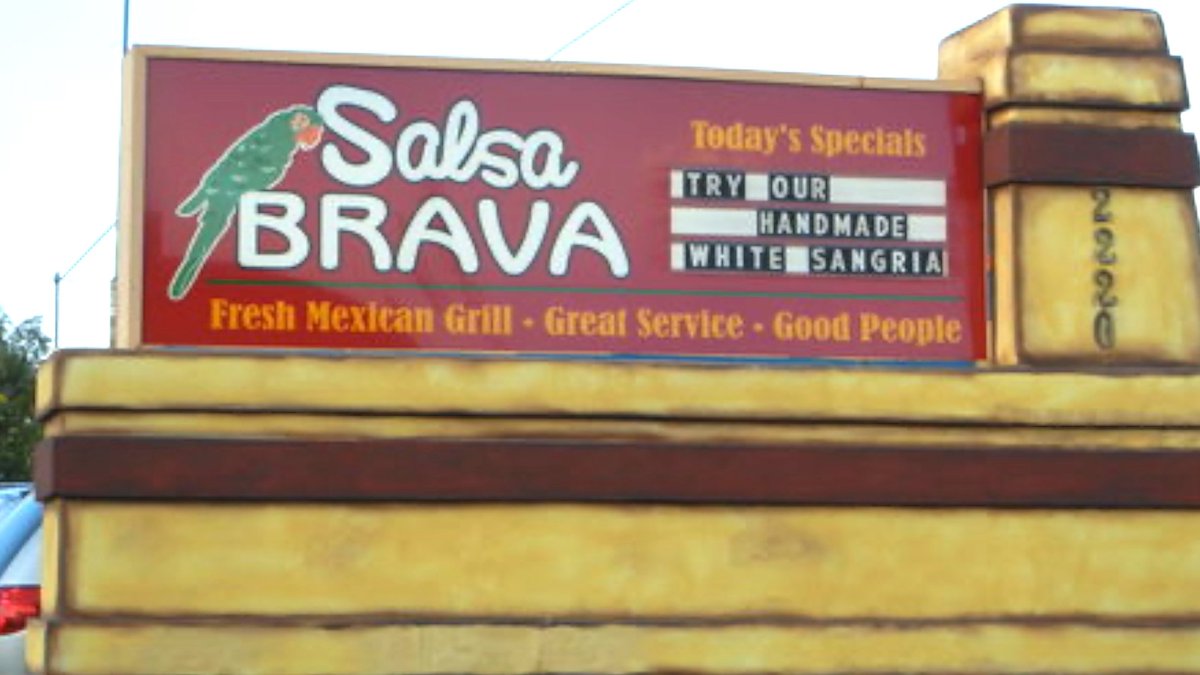 Salsa
BRAVA
Today's Specials
TRY OUR
HANDMADE
WHITE SANGRIA
Fresh Mexican Grill - Great Service - Good People
2220